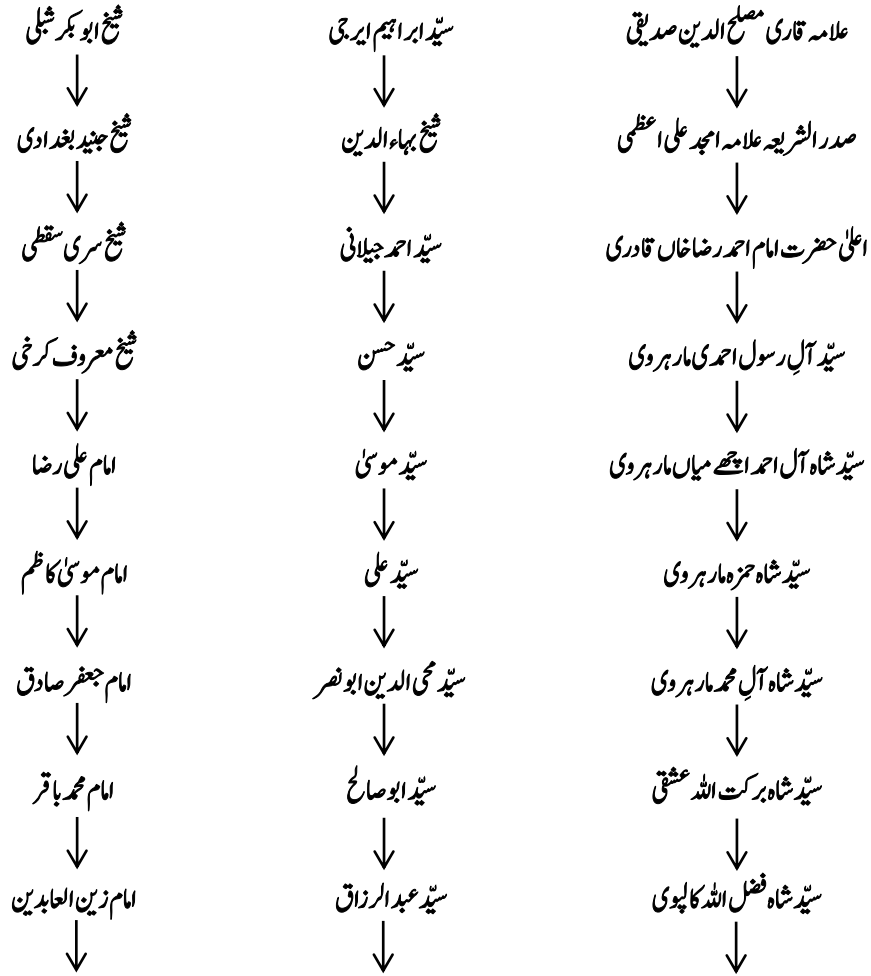 علامہ قاری مصلح الدین صدیقی
صدر الشریعہ علامہ امجد علی اعظمی
اعلیٰ حضرت امام احمد رضا خاں قادری
سیّد آلِ رسول احمدی مارہروی
سیّد شاہ آل احمد اچھے میاں مارہروی
سیّد شاہ حمزہ مارہروی
سیّد شاہ آلِ محمد مارہروی
سیّد شاہ برکت اللہ عشقی
سیّد شاہ فضل اللہ کالپوی
سیّد ابراہیم ایرجی
شیخ بہاء الدین
سیّد احمد جیلانی
سیّد حسن
سیّد موسیٰ
سیّد علی
سیّد محی الدین ابو نصر
سیّد ابو صالح
سیّد عبد الرزاق
شیخ ابو بکر شبلی
شیخ جنید بغدادی
شیخ سری سقطی
شیخ معروف کرخی
امام علی رضا
امام موسیٰ کاظم
امام جعفر صادق
امام محمد باقر
امام زین العابدین